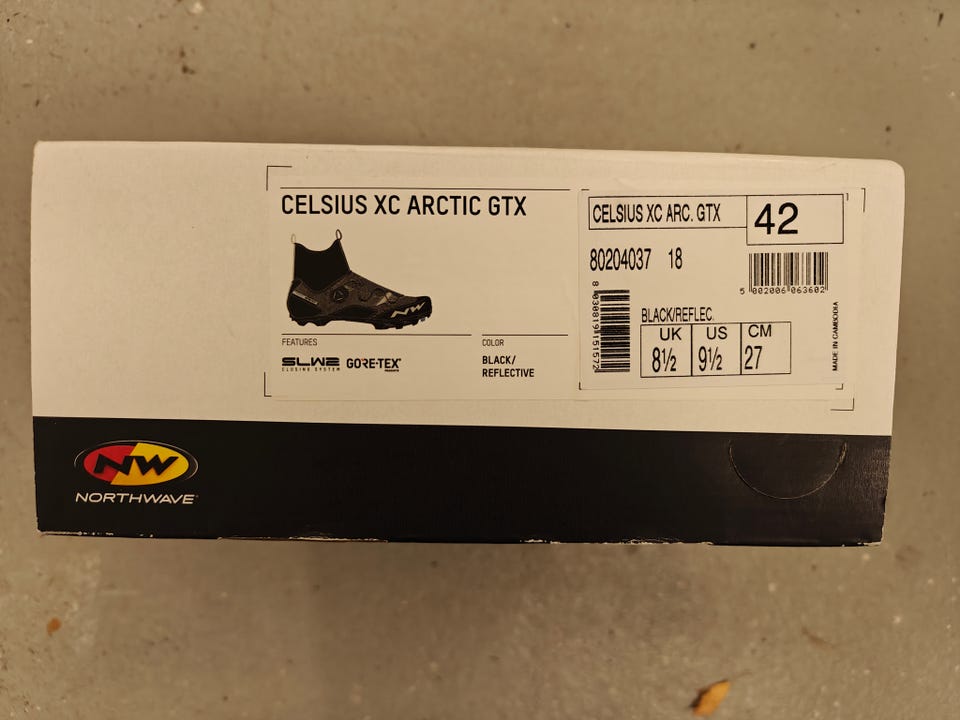 CELSIUS XC ARCTIC GTX
FEATURES
SLW2
CLOSING SYSTEM
GORE-TEX
PRODUCTS
COLOR
BLACK/
REFLECTIVE
CELSIUS XC ARC. GTX
42
80204037 18
5 002006 063602
8 030819 151572
BLACK/REFLEC.
UK US CM
8½ 9½ 27
MADE IN CAMBODIA
NW
NW
NORTHWAVE